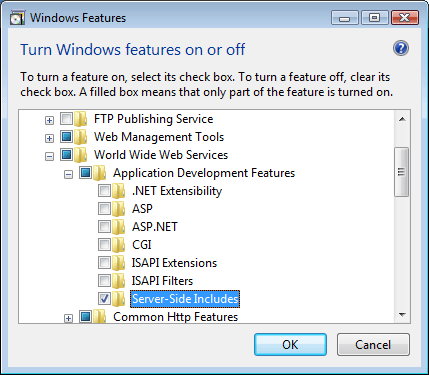 Windows Features
Turn Windows features on or off
To turn a feature on, select its check box. To turn a feature off, clear its
check box. A filled box means that only part of the feature is turned on.
FTP Publishing Service
Web Management Tools
World Wide Web Services
Application Development Features
.NET Extensibility
ASP
ASP.NET
CGI
ISAPI Extensions
ISAPI Filters
Server-Side Includes
Common Http Features
OK Cancel